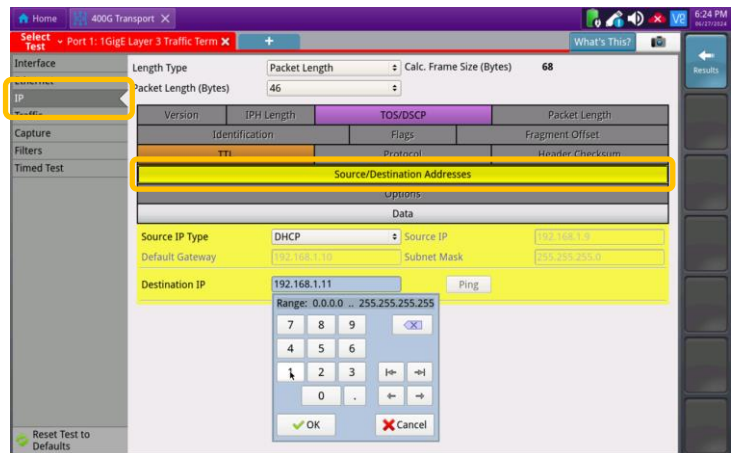 Home 400G Transport X 6:24 PM
06/27/2024
Select Test Port 1: 1GigE Layer 3 Traffic Term X + What's This?
Interface
Ethernet
IP
Traffic
Capture
Filters
Timed Test
Reset Test to
Defaults
Length Type Packet Length Calc. Frame Size (Bytes) 68
Packet Length (Bytes) 46
Version IPH Length TOS/DSCP Packet Length
Identification Flags Fragment Offset
TTL Protocol Header Checksum
Source/Destination Addresses
Options
Data
Source IP Type DHCP Source IP 192.168.1.9
Default Gateway 192.168.1.10 Subnet Mask 255.255.255.0
Destination IP 192.168.1.11 Ping
Range: 0.0.0.0 .. 255.255.255.255
7 8 9
4 5 6
1 2 3
0 .
OK Cancel
Results